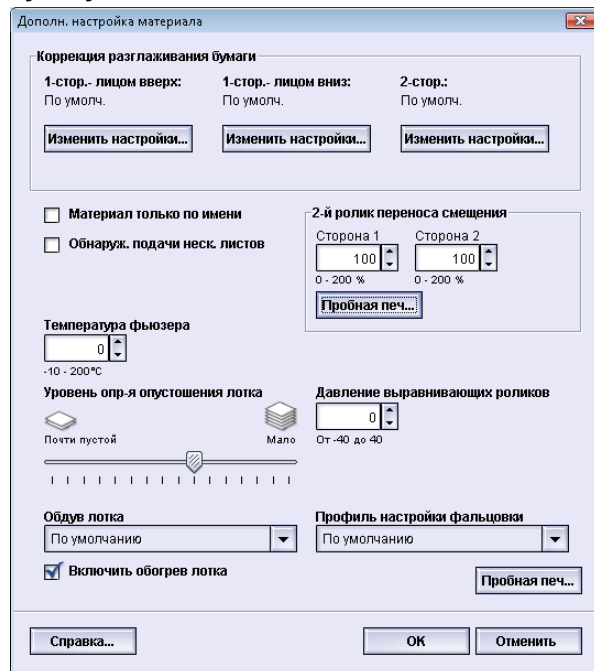 Дополн. настройка материала
Коррекция разглаживания бумаги
1-стор.- лицом вверх: 1-стор.- лицом вниз: 2-стор.:
По умолч. По умолч. По умолч.
Изменить настройки... Изменить настройки... Изменить настройки...
Материал только по имени
Обнаруж. подачи неск. листов
2-й ролик переноса смещения
Сторона 1 Сторона 2
100 100
0 - 200 % 0 - 200 %
Пробная печ...
Температура фьюзера
0
-10 - 200°C
Уровень опр-я опустошения лотка
Почти пустой Мало
Давление выравнивающих роликов
0
От -40 до 40
Обдув лотка
По умолчанию
Профиль настройки фальцовки
По умолчанию
Включить обогрев лотка
Пробная печ...
Справка... OK Отменить